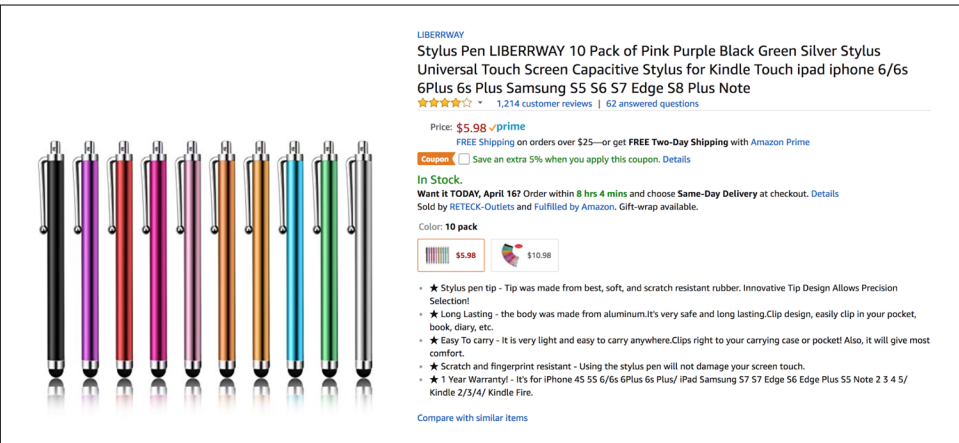 LIBERRWAY
Stylus Pen LIBERRWAY 10 Pack of Pink Purple Black Green Silver Stylus
Universal Touch Screen Capacitive Stylus for Kindle Touch ipad iphone 6/6s
6Plus 6s Plus Samsung S5 S6 S7 Edge S8 Plus Note
1,214 customer reviews | 62 answered questions
Price: $5.98 prime
FREE Shipping on orders over $25—or get FREE Two-Day Shipping with Amazon Prime
Coupon Save an extra 5% when you apply this coupon. Details
In Stock.
Want it TODAY, April 16? Order within 8 hrs 4 mins and choose Same-Day Delivery at checkout. Details
Sold by RETECK-Outlets and Fulfilled by Amazon. Gift-wrap available.
Color: 10 pack
$5.98 $10.98
★ Stylus pen tip - Tip was made from best, soft, and scratch resistant rubber. Innovative Tip Design Allows Precision
Selection!
★ Long Lasting - the body was made from aluminum.It's very safe and long lasting.Clip design, easily clip in your pocket,
book, diary, etc.
★ Easy To carry - It is very light and easy to carry anywhere.Clips right to your carrying case or pocket! Also, it will give most
comfort.
★ Scratch and fingerprint resistant - Using the stylus pen will not damage your screen touch.
★ 1 Year Warranty! - It's for iPhone 4S 5S 6/6s 6Plus 6s Plus/ iPad Samsung S7 S7 Edge S6 Edge Plus S5 Note 2 3 4 5/
Kindle 2/3/4/ Kindle Fire.
Compare with similar items